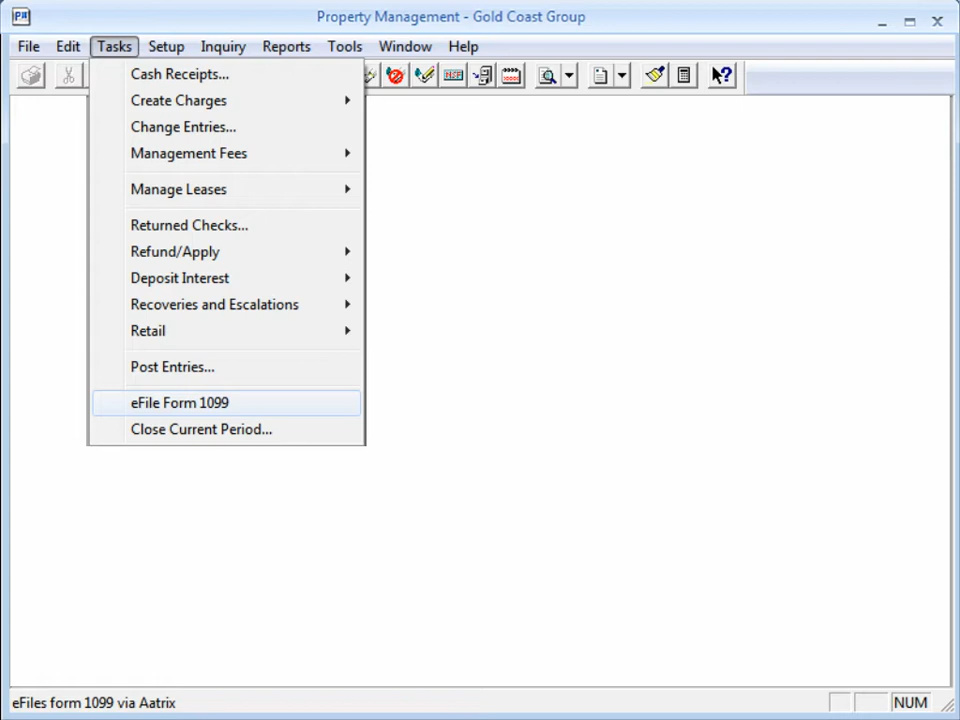 Property Management - Gold Coast Group
File Edit Tasks Setup Inquiry Reports Tools Window Help
Cash Receipts...
Create Charges
Change Entries...
Management Fees
Manage Leases
Returned Checks...
Refund/Apply
Deposit Interest
Recoveries and Escalations
Retail
Post Entries...
eFile Form 1099
Close Current Period...
eFiles form 1099 via Aatrix
NUM